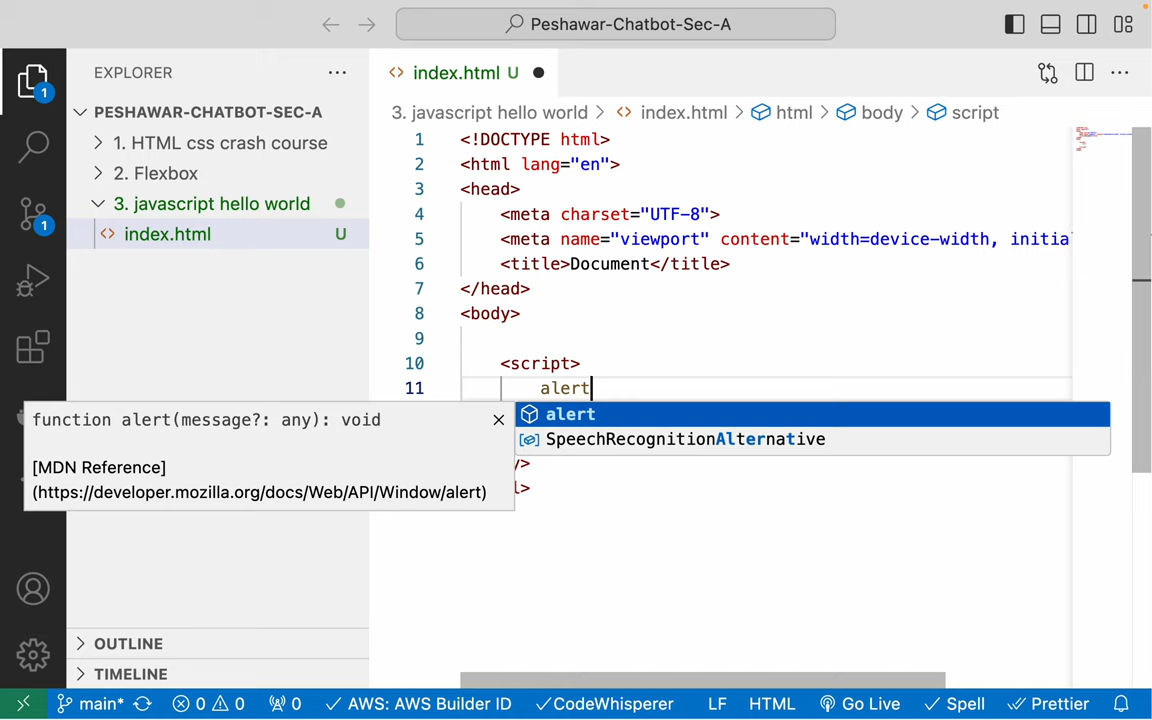 Peshawar-Chatbot-Sec-A
EXPLORER
index.html U
1
PESHAWAR-CHATBOT-SEC-A
3. javascript hello world > index.html > html > body > script
1. HTML css crash course
2. Flexbox
3. javascript hello world
index.html U
1
1 <!DOCTYPE html>
2 <html lang="en">
3 <head>
4 <meta charset="UTF-8">
5 <meta name="viewport" content="width=device-width, initial
6 <title>Document</title>
7 </head>
8 <body>
9
10 <script>
11 alert
function alert(message?: any): void
[MDN Reference]
(https://developer.mozilla.org/docs/Web/API/Window/alert)
alert
SpeechRecognitionAlternative
/>
l>
OUTLINE
TIMELINE
main* 0 0 0 AWS: AWS Builder ID CodeWhisperer LF HTML Go Live Spell Prettier